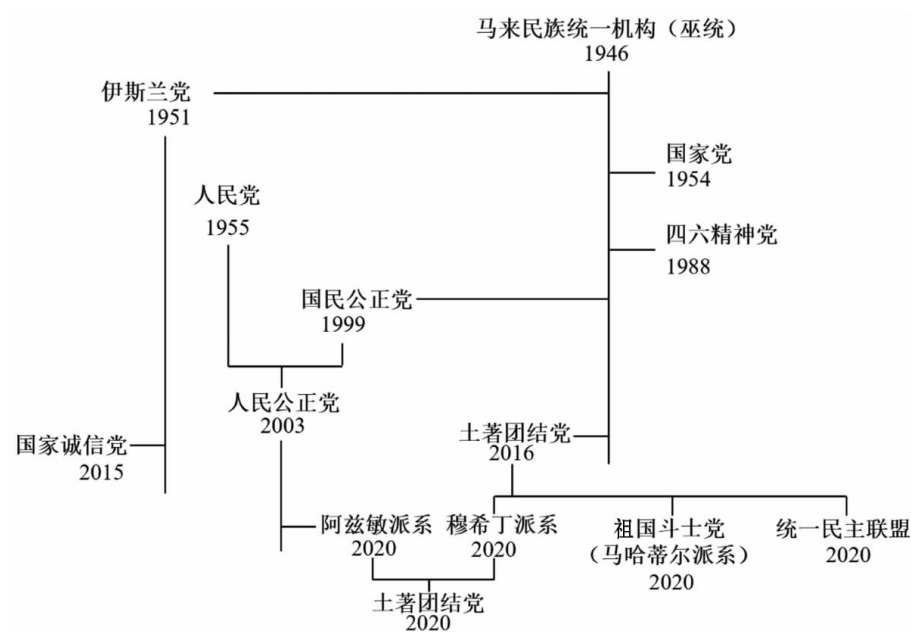 马来民族统一机构（巫统）
1946
伊斯兰党
1951
国家党
1954
人民党
1955
四六精神党
1988
国民公正党
1999
人民公正党
2003
国家诚信党
2015
土著团结党
2016
阿兹敏派系
2020
穆希丁派系
2020
祖国斗士党
（马哈蒂尔派系）
2020
统一民主联盟
2020
土著团结党
2020